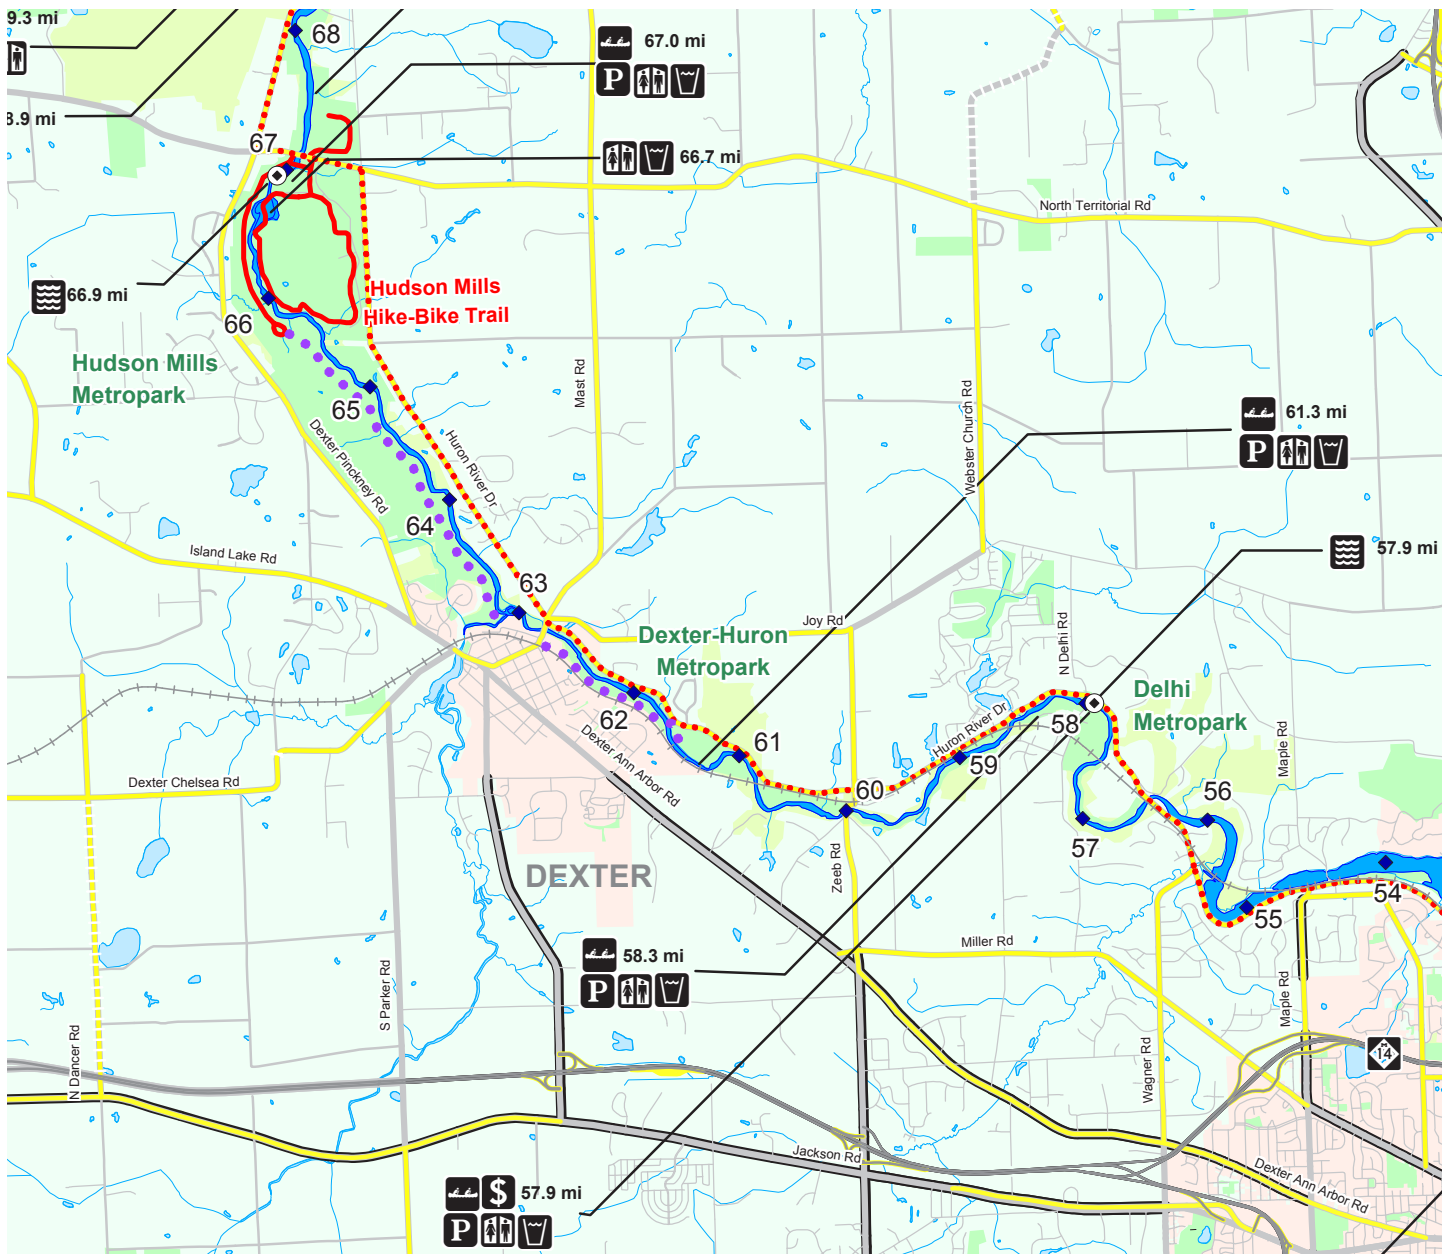 9.3 mi
68
67.0 mi
P
8.9 mi
67
66.7 mi
North Territorial Rd
66.9 mi
Hudson Mills
Hike-Bike Trail
66
Hudson Mills
Metropark
Mast Rd
65
Webster Church Rd
61.3 mi
P
Dexter Pinckney Rd
Huron River Dr
64
Island Lake Rd
57.9 mi
63
Joy Rd
Dexter-Huron
Metropark
N Delhi Rd
Delhi
Metropark
62
Dexter Ann Arbor Rd
61
Huron River Dr
58
59
Maple Rd
Dexter Chelsea Rd
60
56
57
Zeeb Rd
DEXTER
54
55
58.3 mi
P
Miller Rd
S Parker Rd
Maple Rd
N Dancer Rd
Wagner Rd
M
14
Jackson Rd
Dexter Ann Arbor Rd
$
57.9 mi
P